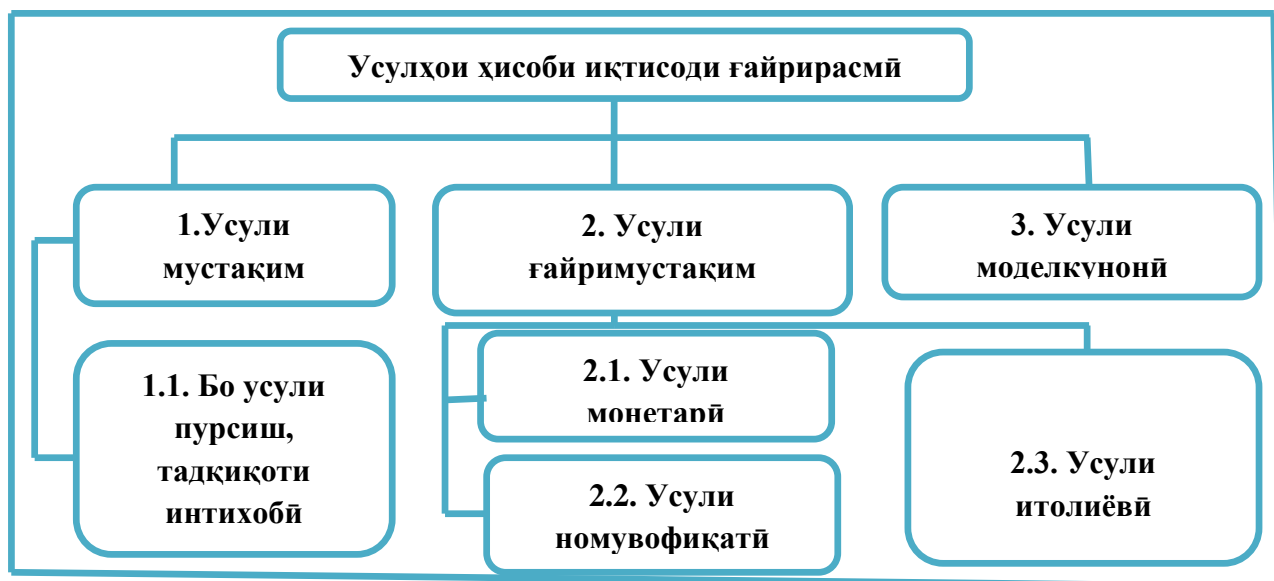 Усулҳои ҳисоби иқтисоди ғайрирасмӣ
1.Усули
мустақим
2. Усули
ғайримустақим
3. Усули
моделкунонӣ
1.1. Бо усули
пурсиш,
тадқиқоти
интихобӣ
2.1. Усули
монетарӣ
2.2. Усули
номувофиқатӣ
2.3. Усули
итолиёвӣ